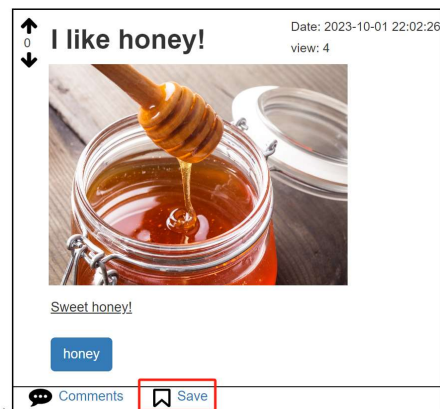 0
I like honey!
Date: 2023-10-01 22:02:26
view: 4
Sweet honey!
honey
Comments
Save